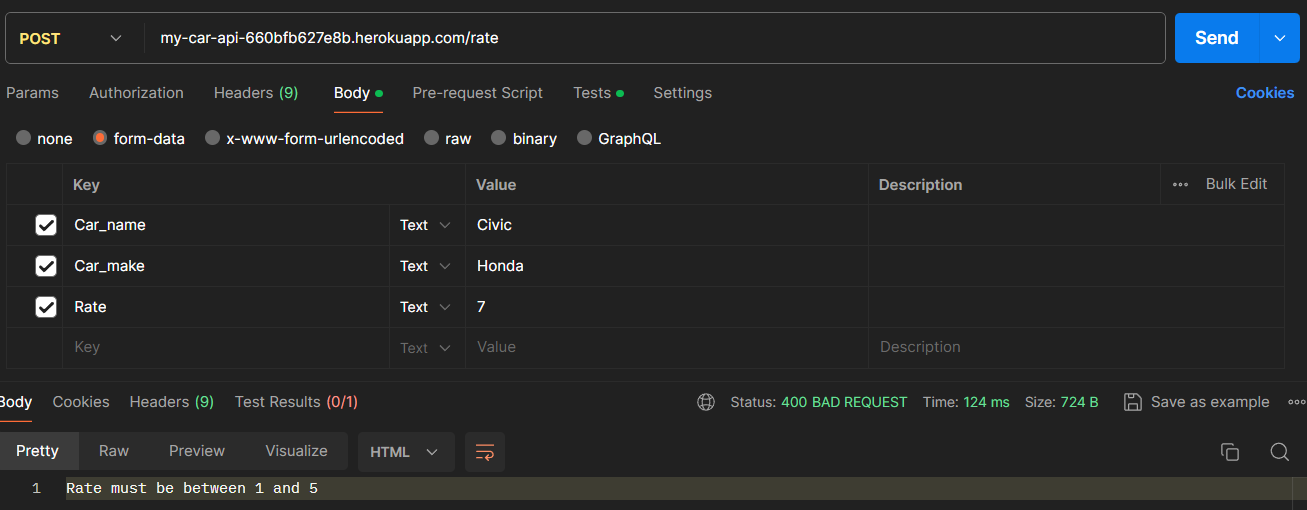 POST my-car-api-660bfb627e8b.herokuapp.com/rate Send
Params Authorization Headers (9) Body Pre-request Script Tests Settings Cookies
none form-data x-www-form-urlencoded raw binary GraphQL
Key Value Description Bulk Edit
Car_name Text Civic
Car_make Text Honda
Rate Text 7
Key Text Value Description
Body Cookies Headers (9) Test Results (0/1) Status: 400 BAD REQUEST Time: 124 ms Size: 724 B Save as example
Pretty Raw Preview Visualize HTML
1 Rate must be between 1 and 5